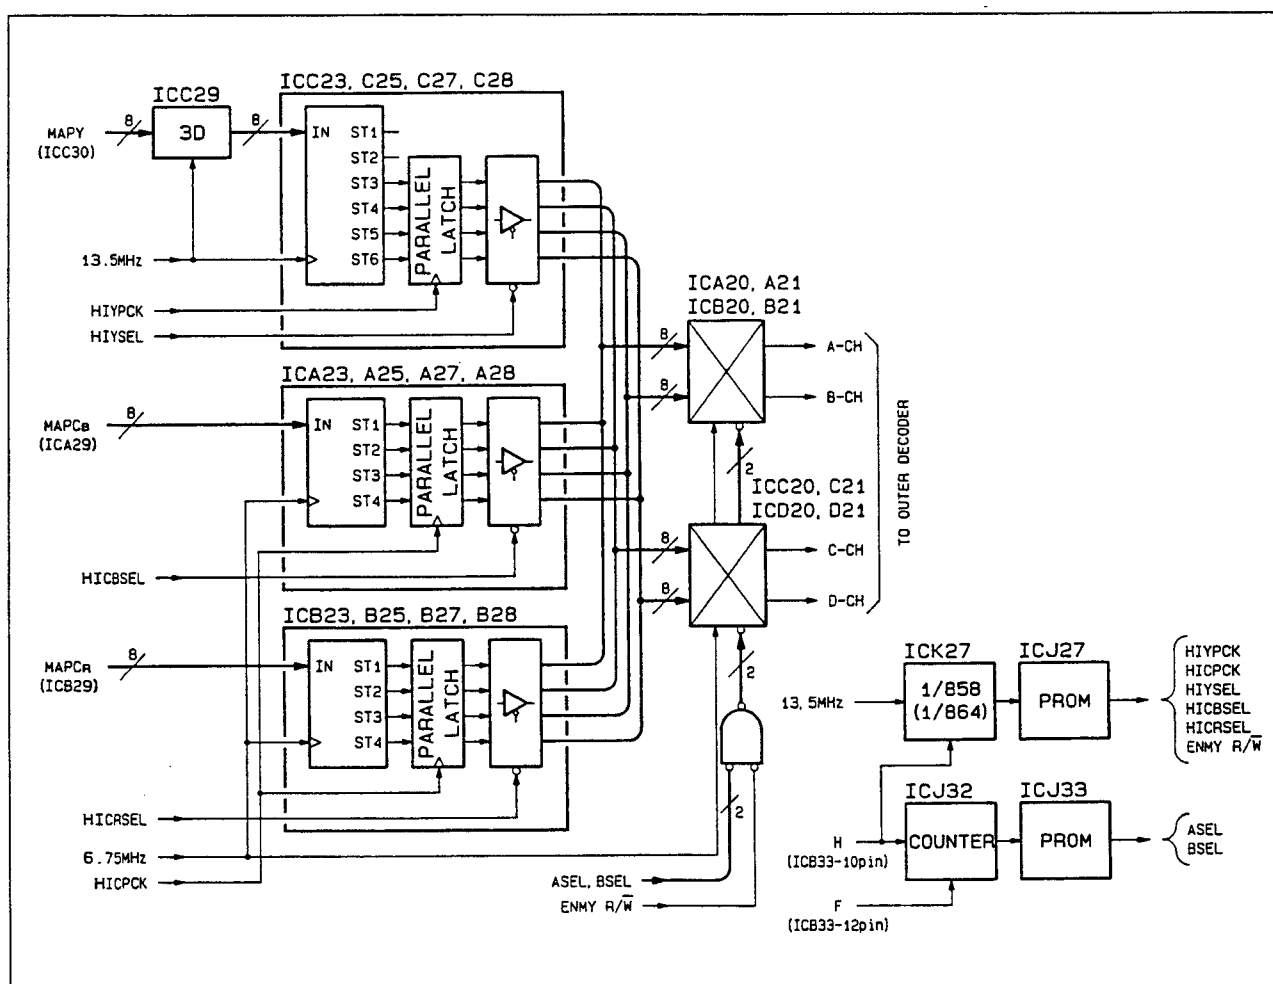 ICC29
ICC23, C25, C27, C28
MAPY
(ICC30)
8
3D
8
IN
ST1
ST2
ST3
ST4
ST5
ST6
PARALLEL
LATCH
13.5MHz
HIYPCK
HIYSEL
ICA23, A25, A27, A28
MAPCB
(ICA29)
8
IN
ST1
ST2
ST3
ST4
PARALLEL
LATCH
HICBSEL
ICB23, B25, B27, B28
MAPCR
(ICB29)
8
IN
ST1
ST2
ST3
ST4
PARALLEL
LATCH
HICRSEL
6.75MHz
HICPCK
ICA20, A21
ICB20, B21
8
8
A-CH
B-CH
2
ICC20, C21
ICD20, D21
8
8
C-CH
D-CH
TO OUTER DECODER
2
2
ASEL, BSEL
ENMY R/W̅
ICK27
ICJ27
13,5MHz
1/858
(1/864)
PROM
HIYPCK
HICPCK
HIYSEL
HICBSEL
HICRSEL
ENMY R/W̅
ICJ32
ICJ33
H
(ICB33-10pin)
COUNTER
PROM
ASEL
BSEL
F
(ICB33-12pin)